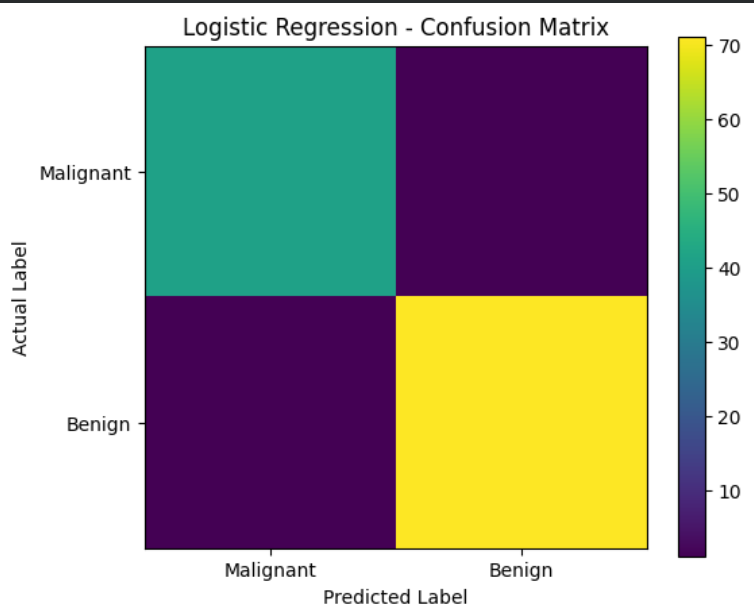 Logistic Regression - Confusion Matrix
70
60
50
40
30
20
10
Malignant
Benign
Actual Label
Malignant Benign
Predicted Label